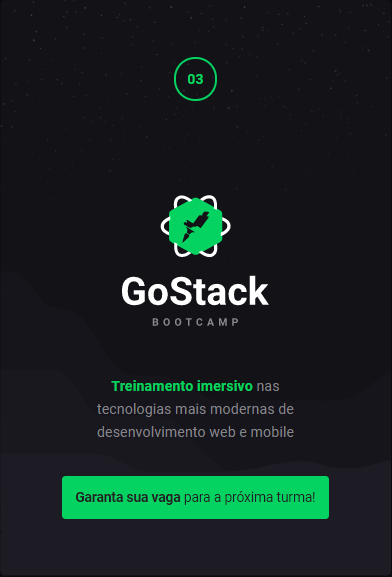 03
GoStack
BOOTCAMP
Treinamento imersivo nas
tecnologias mais modernas de
desenvolvimento web e mobile
Garanta sua vaga para a próxima turma!